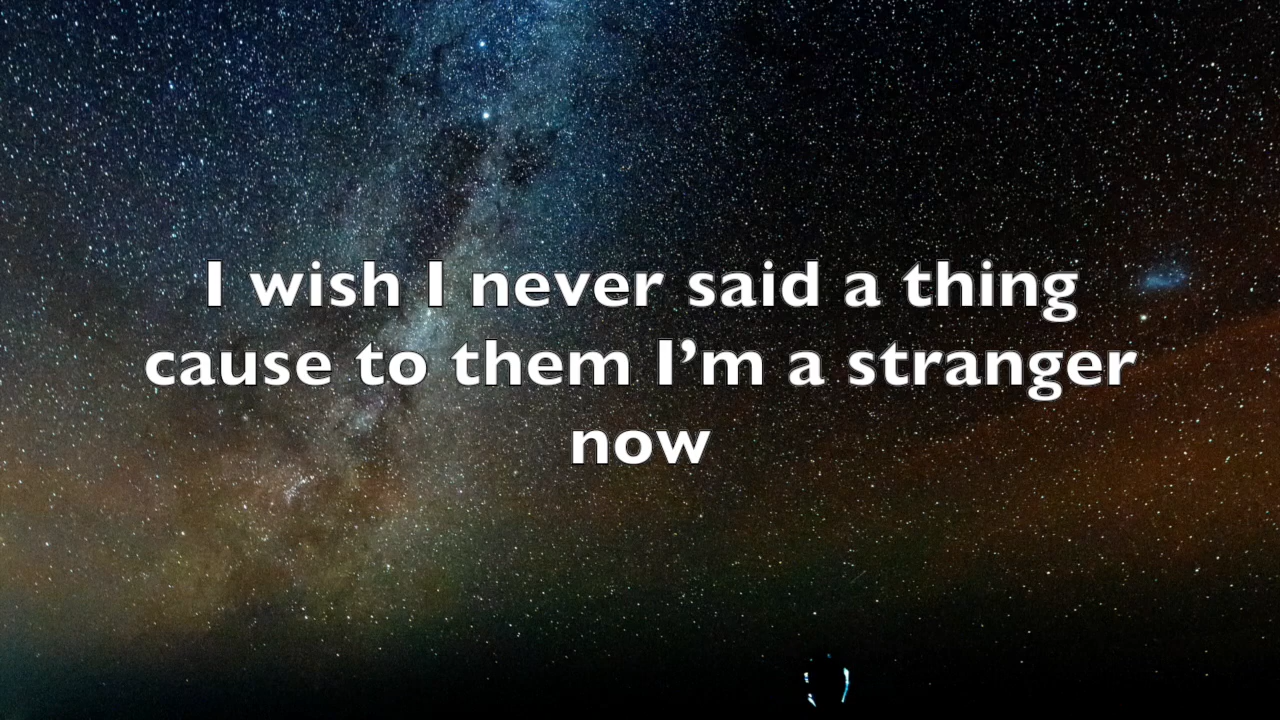 I wish I never said a thing
cause to them I’m a stranger
now